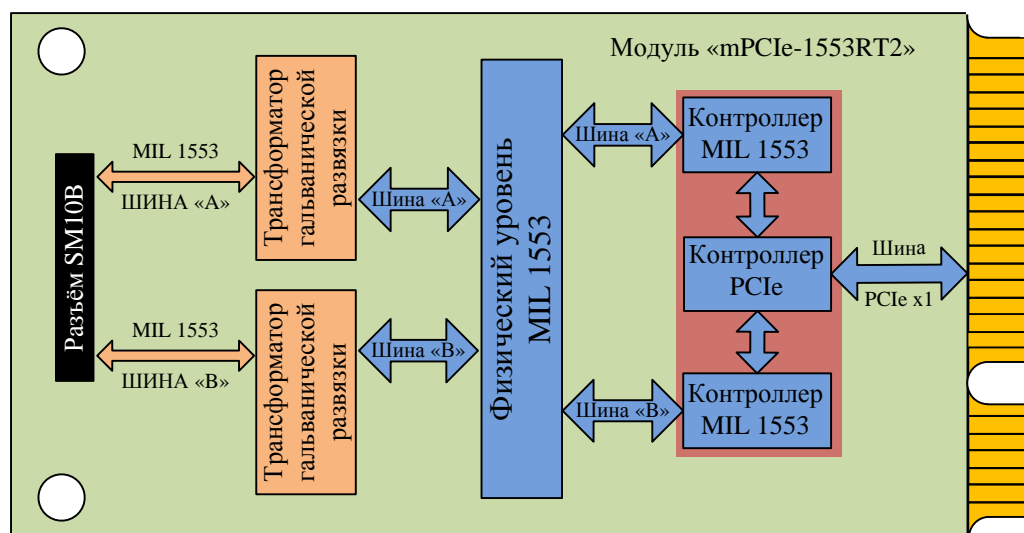 Модуль «mPCIe-1553RT2»
Разъём SM10B
MIL 1553
ШИНА «А»
Трансформатор
гальванической
развязки
Шина «А»
MIL 1553
ШИНА «В»
Трансформатор
гальванической
развязки
Шина «В»
Физический уровень
MIL 1553
Шина «А»
Контроллер
MIL 1553
Контроллер
PCIe
Шина
PCIe x1
Шина «В»
Контроллер
MIL 1553